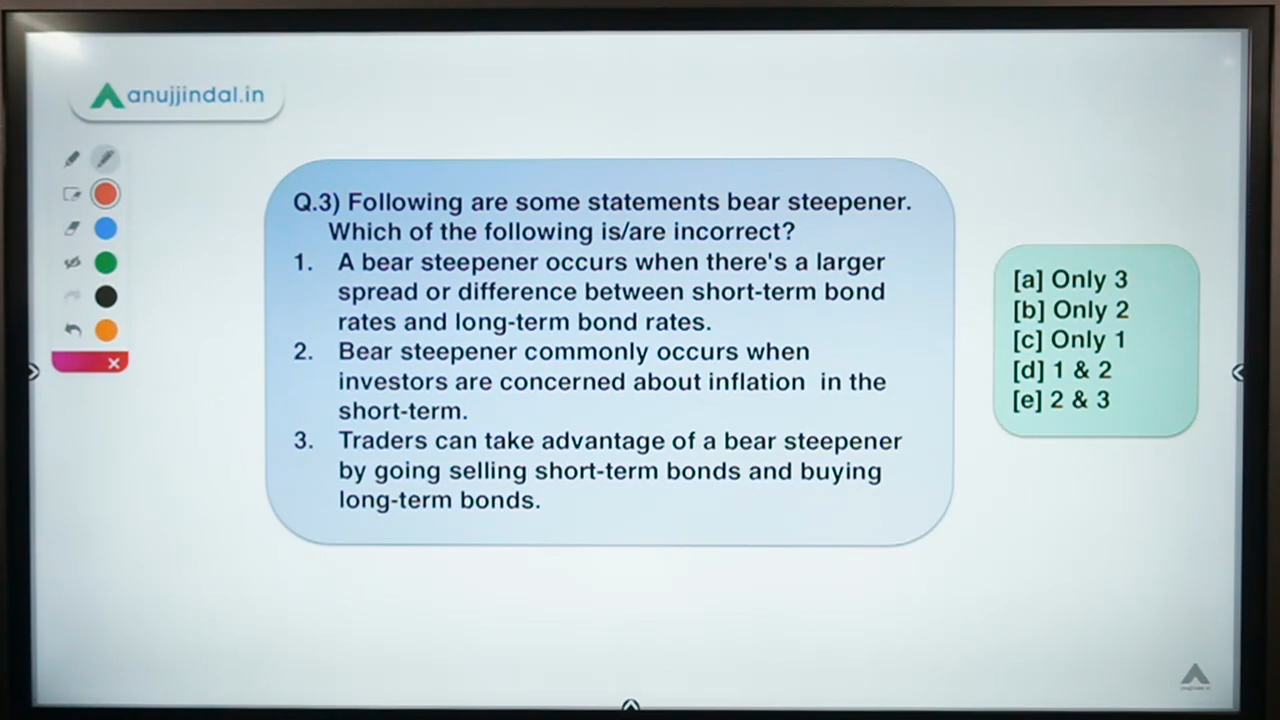 anujjindal.in
Q.3) Following are some statements bear steepener.
Which of the following is/are incorrect?
1. A bear steepener occurs when there's a larger
spread or difference between short-term bond
rates and long-term bond rates.
2. Bear steepener commonly occurs when
investors are concerned about inflation in the
short-term.
3. Traders can take advantage of a bear steepener
by going selling short-term bonds and buying
long-term bonds.
[a] Only 3
[b] Only 2
[c] Only 1
[d] 1 & 2
[e] 2 & 3